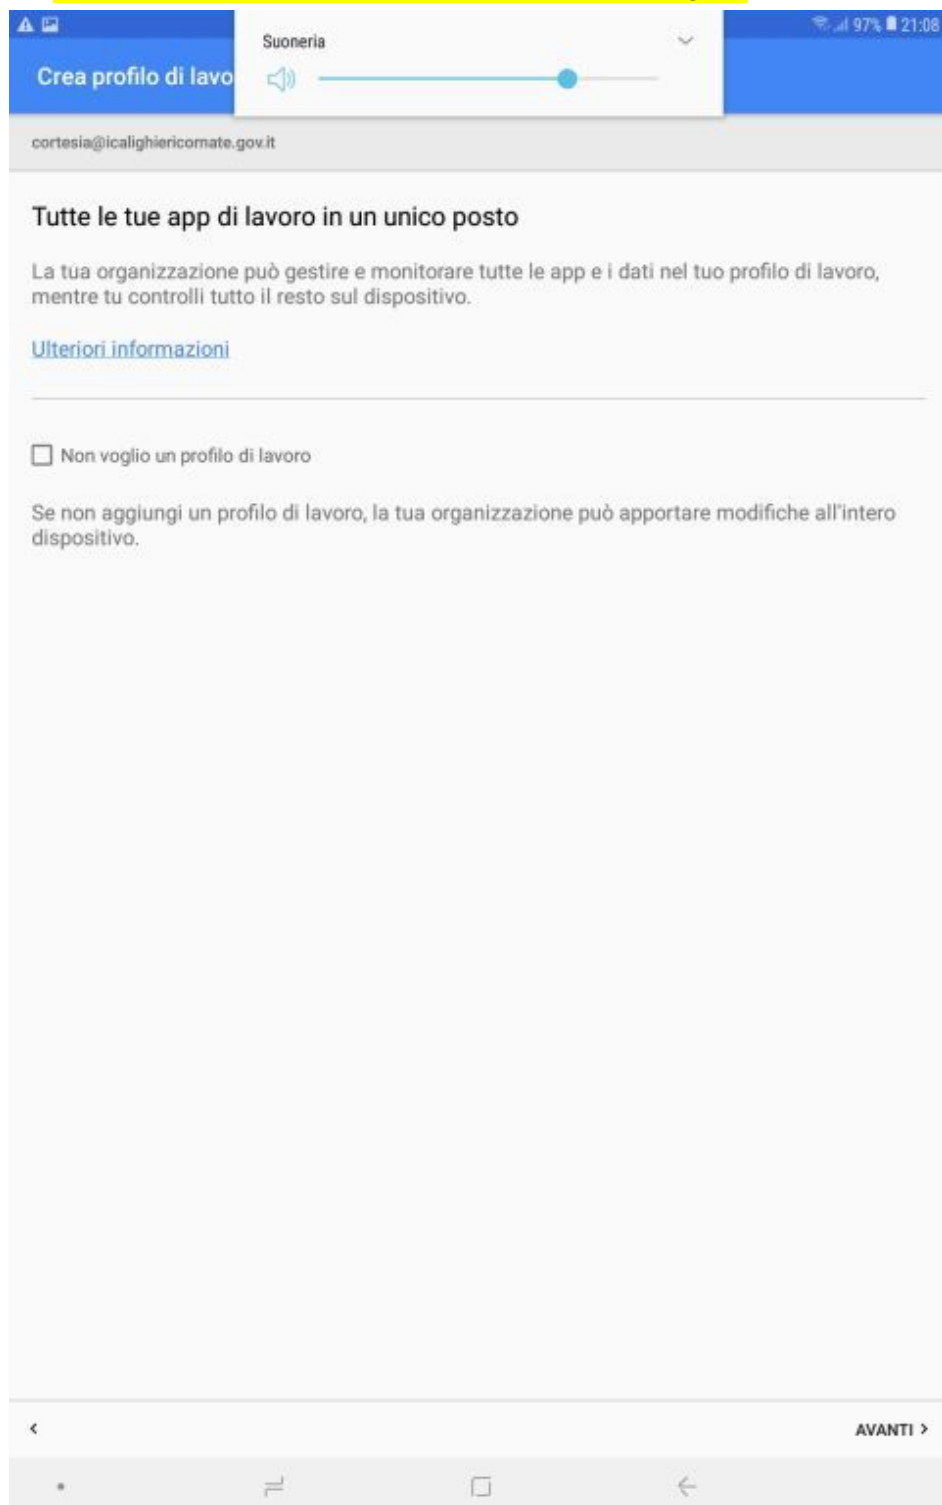 97% 21:08
Suoneria
Crea profilo di lavo
cortesia@icalighiericornate.gov.it
Tutte le tue app di lavoro in un unico posto
La tua organizzazione può gestire e monitorare tutte le app e i dati nel tuo profilo di lavoro,
mentre tu controlli tutto il resto sul dispositivo.
Ulteriori informazioni
Non voglio un profilo di lavoro
Se non aggiungi un profilo di lavoro, la tua organizzazione può apportare modifiche all'intero
dispositivo.
AVANTI